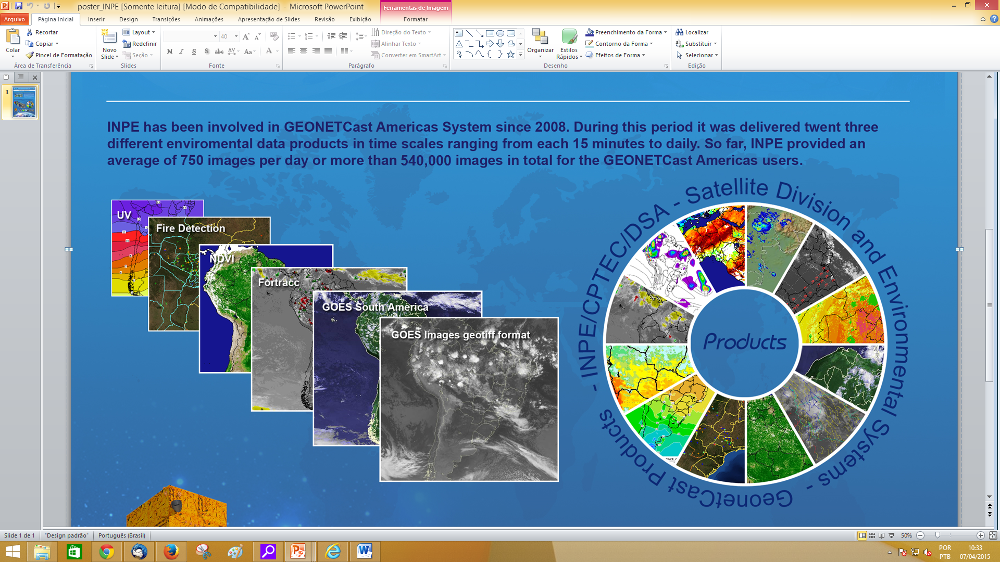 poster_INPE [Somente leitura] [Modo de Compatibilidade] - Microsoft PowerPoint
Ferramentas de Imagem
Arquivo Página Inicial Inserir Design Transições Animações Apresentação de Slides Revisão Exibição Formatar
Colar
Recortar
Copiar
Pincel de Formatação
Área de Transferência
Novo Slide
Layout
Redefinir
Seção
Slides
40
N I S S abc AV Aa A
Fonte
Direção do Texto
Alinhar Texto
Converter em SmartArt
Parágrafo
Organizar
Estilos Rápidos
Preenchimento da Forma
Contorno da Forma
Efeitos de Forma
Desenho
Localizar
Substituir
Selecionar
Edição
1
INPE has been involved in GEONETCast Americas System since 2008. During this period it was delivered twent three
different enviromental data products in time scales ranging from each 15 minutes to daily. So far, INPE provided an
average of 750 images per day or more than 540,000 images in total for the GEONETCast Americas users.
UV
Fire Detection
NDVI
Fortracc
GOES South America
GOES Images geotiff format
- INPE/CPTEC/DSA - Satellite Division and Environmental Systems - GeonetCast Products
Products
Slide 1 de 1 "Design padrão" Português (Brasil) 50%
POR
PTB
10:33
07/04/2015